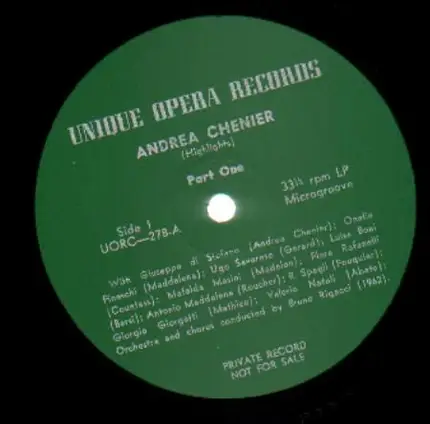 UNIQUE OPERA RECORDS
ANDREA CHENIER
(Highlights)
Part One
Side 1
UORC—278-A
33⅓ rpm LP
Microgroove
With Giuseppe di Stefano (Andrea Chenier); Onelia
Fineschi (Maddalena); Ugo Savarese (Gerard); Luisa Boni
(Countess); Mafalda Masini (Madelon); Flora Rafanelli
(Bersi); Antonio Maddalena (Roucher); R. Spagli (Fouquier);
Giorgio Giorgetti (Mathieu); Valerio Natali (Abate);
Orchestra and chorus conducted by Bruno Rigacci (1962).
PRIVATE RECORD
NOT FOR SALE